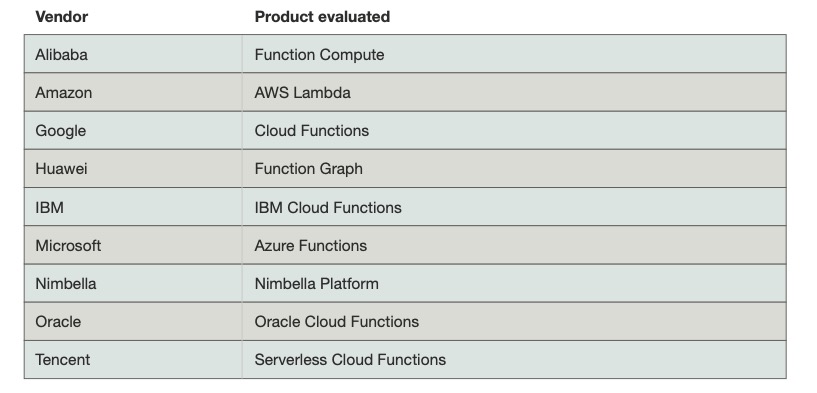 Vendor Product evaluated
Alibaba Function Compute
Amazon AWS Lambda
Google Cloud Functions
Huawei Function Graph
IBM IBM Cloud Functions
Microsoft Azure Functions
Nimbella Nimbella Platform
Oracle Oracle Cloud Functions
Tencent Serverless Cloud Functions